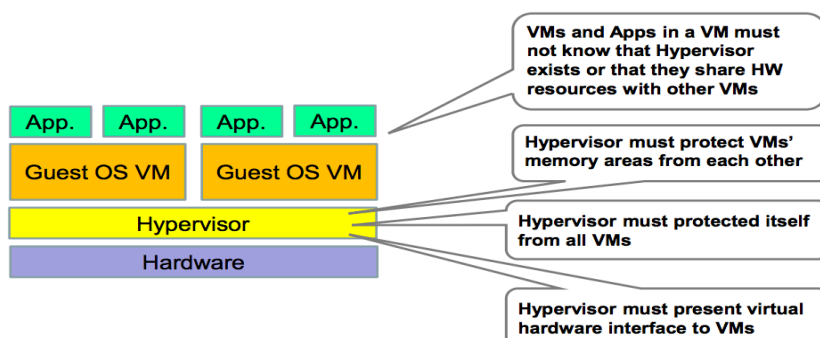 VMs and Apps in a VM must
not know that Hypervisor
exists or that they share HW
resources with other VMs
App.
App.
App.
App.
Hypervisor must protect VMs'
memory areas from each other
Guest OS VM
Guest OS VM
Hypervisor
Hypervisor must protected itself
from all VMs
Hardware
Hypervisor must present virtual
hardware interface to VMs